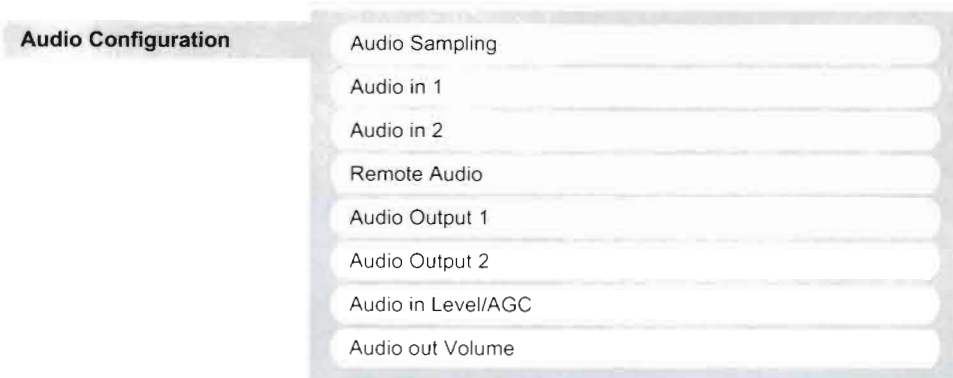 Audio Configuration
Audio Sampling
Audio in 1
Audio in 2
Remote Audio
Audio Output 1
Audio Output 2
Audio in Level/AGC
Audio out Volume